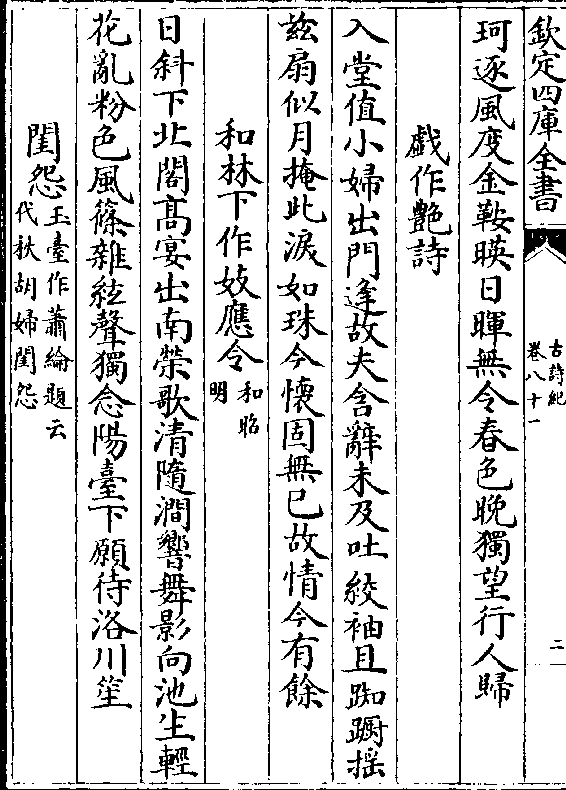 欽定四庫全書
古詩紀
卷八十一
二
珂逐風度金鞍暎日暉無令春色晚獨望行人歸
戯作艷詩
入堂值小婦出門逢故夫含辭未及吐絞袖且踟蹰揺
兹扇似月掩此淚如珠今懷固無已故情今有餘
和林下作妓應令和昭明
日斜下北閣髙宴出南榮歌清隨澗響舞影向池生輕
花亂粉色風篠雜絃聲獨念陽臺下願待洛川笙
閨怨玉臺作蕭綸題云代秋胡婦閨怨